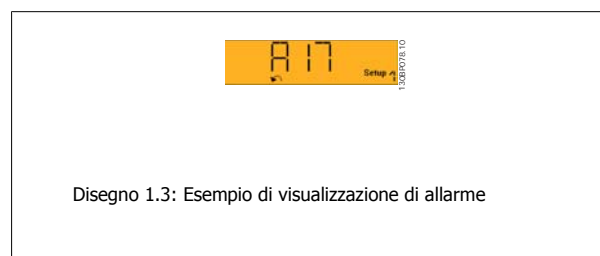 A17
Setup
130BP078.10
Disegno 1.3: Esempio di visualizzazione di allarme